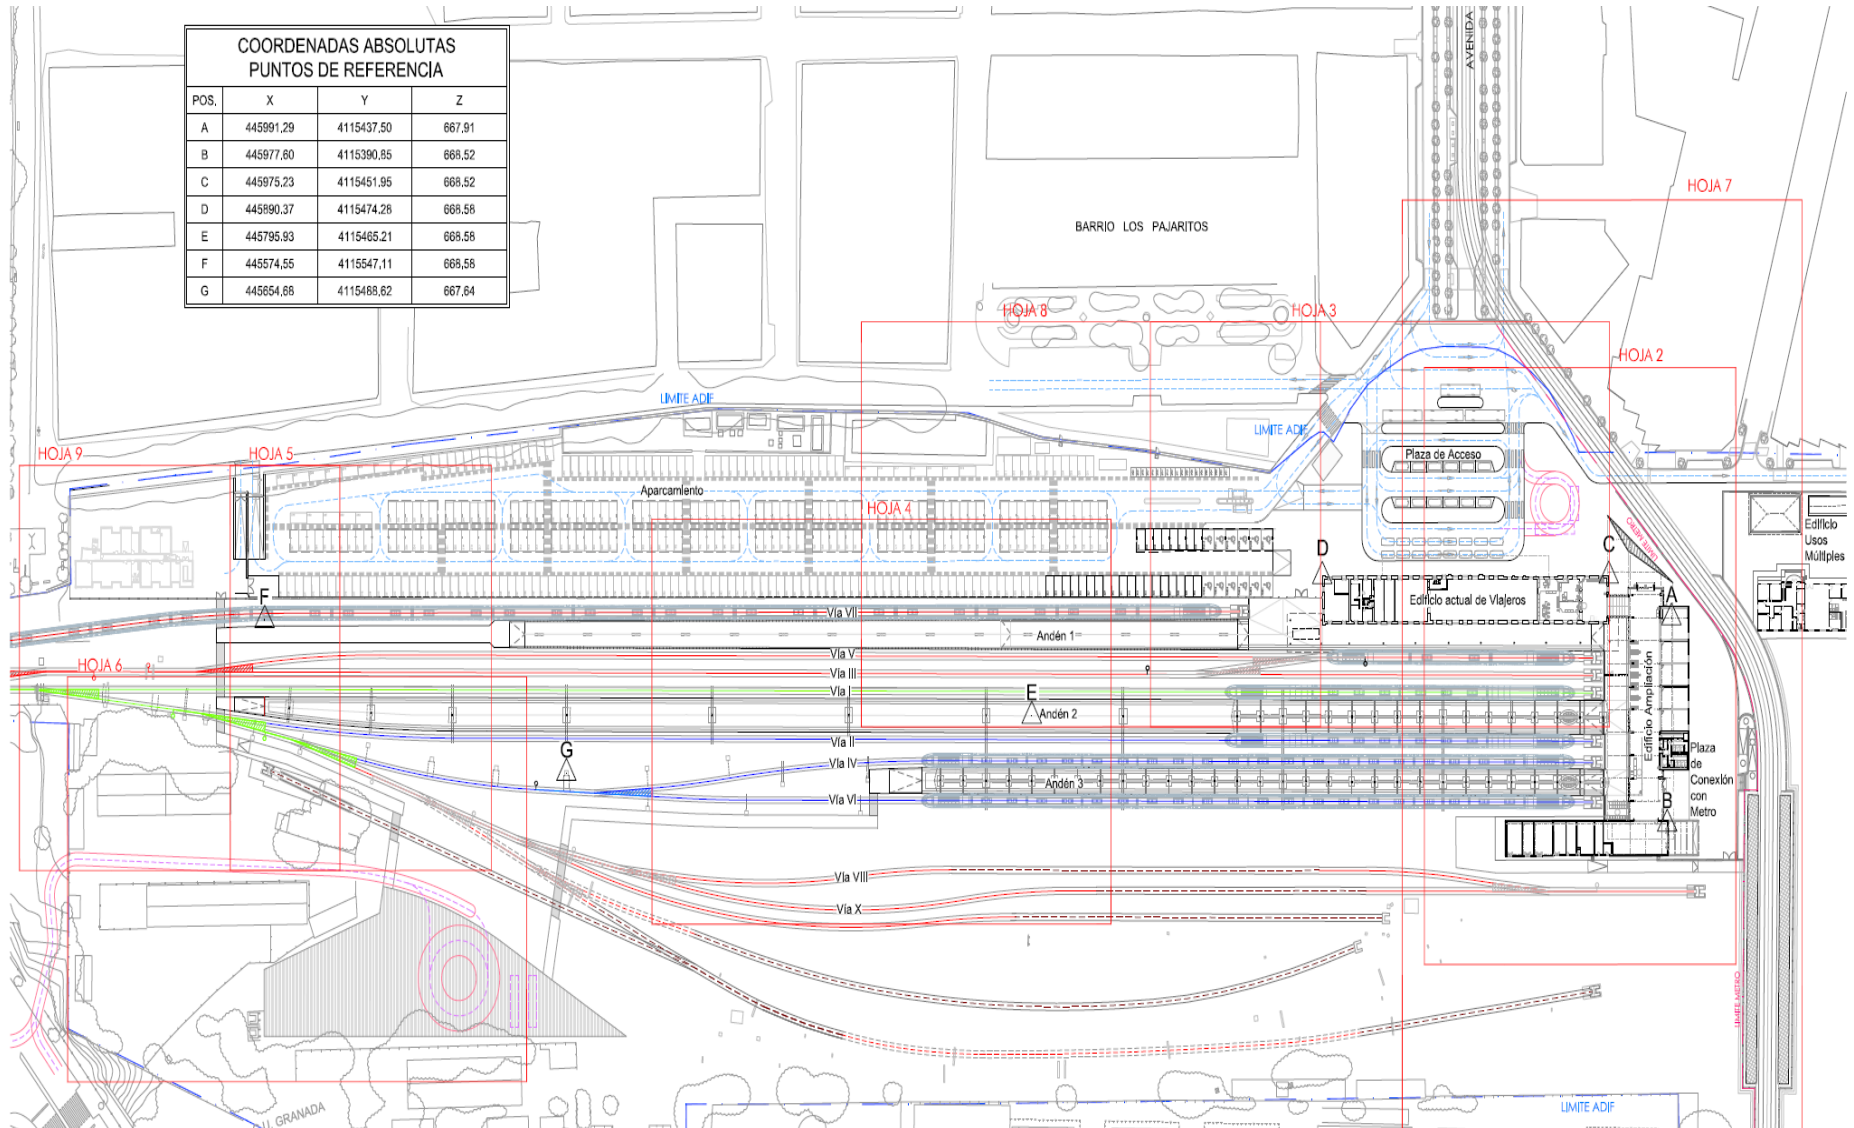 COORDENADAS ABSOLUTAS
PUNTOS DE REFERENCIA
POS. X Y Z
A 445991,29 4115437,50 667,91
B 445977,60 4115390,85 668,52
C 445975,23 4115451,95 668,52
D 445890,37 4115474,28 668,58
E 445795,93 4115465,21 668,58
F 445574,55 4115547,11 668,58
G 445654,68 4115488,62 667,64
AVENIDA
HOJA 7
BARRIO LOS PAJARITOS
HOJA 8
HOJA 3
HOJA 2
LIMITE ADIF
LIMITE ADIF
HOJA 9
HOJA 5
Plaza de Acceso
Aparcamiento
HOJA 4
Edificio
Usos
Múltiples
LIMITE METRO
D
C
F
A
Edificio actual de Viajeros
Vía VII
Andén 1
Vía V
HOJA 6
Vía III
Vía I
E
Andén 2
Edificio Ampliación
Vía II
G
Vía IV
Plaza
de
Conexión
con
Metro
Andén 3
Vía VI
B
Vía VIII
Vía X
LIMITE METRO
U. GRANADA
LIMITE ADIF